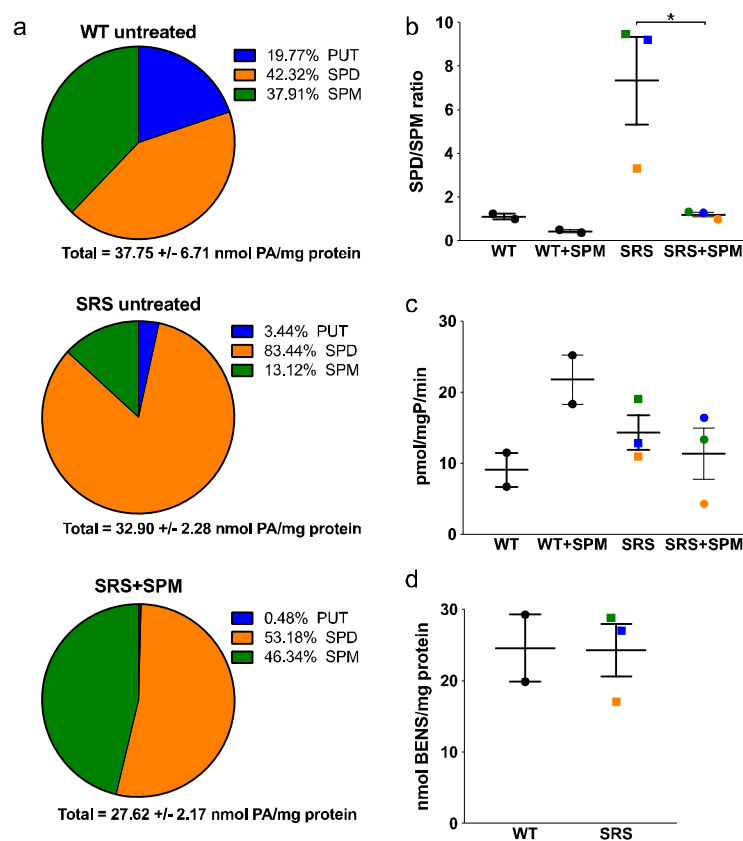 a
WT untreated
19.77% PUT
42.32% SPD
37.91% SPM
Total = 37.75 +/- 6.71 nmol PA/mg protein
SRS untreated
3.44% PUT
83.44% SPD
13.12% SPM
Total = 32.90 +/- 2.28 nmol PA/mg protein
SRS+SPM
0.48% PUT
53.18% SPD
46.34% SPM
Total = 27.62 +/- 2.17 nmol PA/mg protein
b
SPD/SPM ratio
10
8
6
4
2
0
*
WT WT+SPM SRS SRS+SPM
c
pmol/mgP/min
30
20
10
0
WT WT+SPM SRS SRS+SPM
d
nmol BENS/mg protein
30
20
10
0
WT SRS